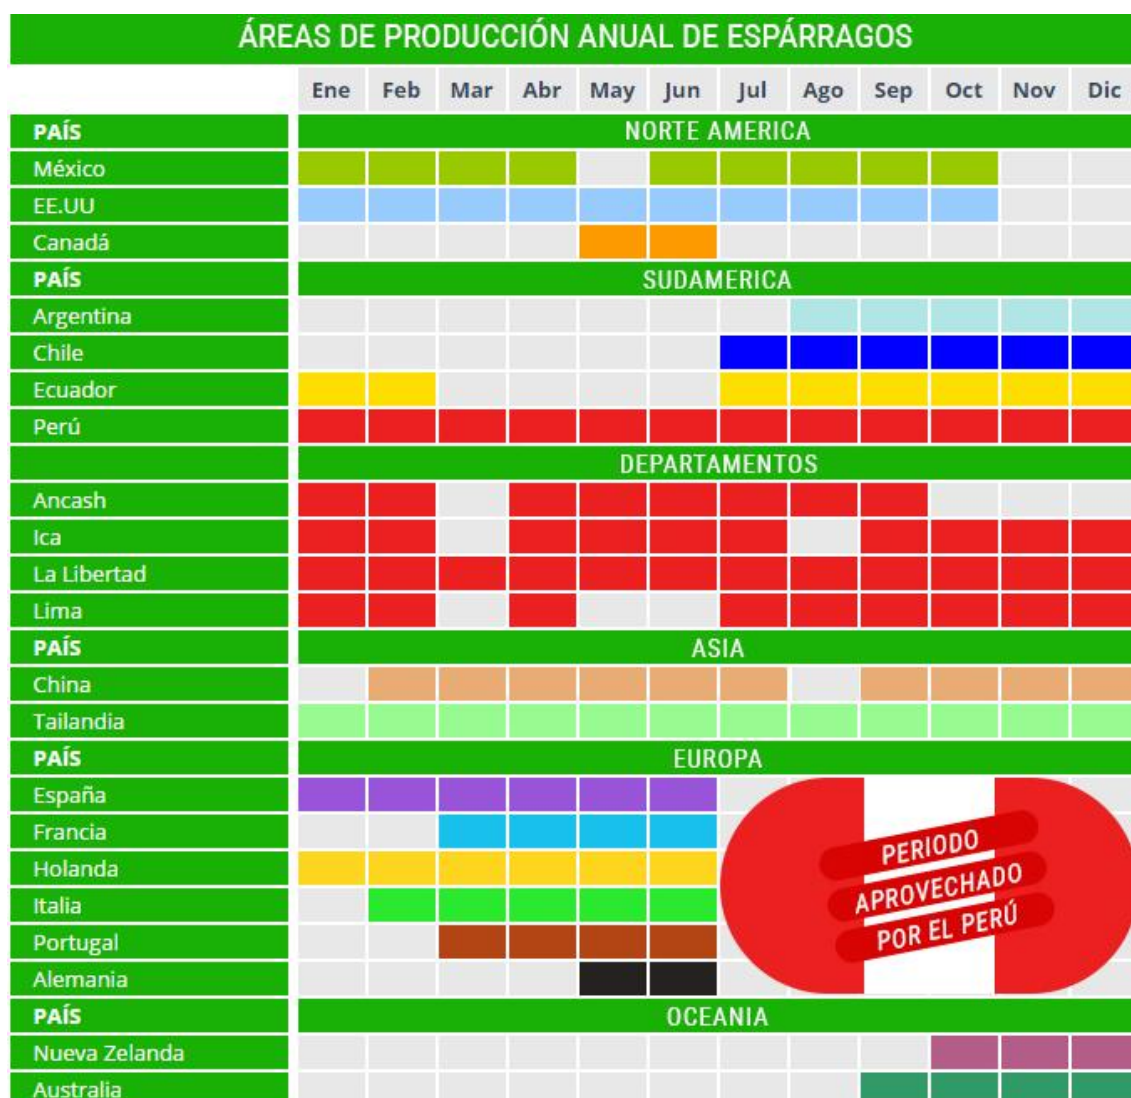 ÁREAS DE PRODUCCIÓN ANUAL DE ESPÁRRAGOS
Ene Feb Mar Abr May Jun Jul Ago Sep Oct Nov Dic
PAÍS NORTE AMERICA
México
EE.UU
Canadá
PAÍS SUDAMERICA
Argentina
Chile
Ecuador
Perú
DEPARTAMENTOS
Ancash
Ica
La Libertad
Lima
PAÍS ASIA
China
Tailandia
PAÍS EUROPA
España
Francia
Holanda
Italia
Portugal
Alemania
PERIODO
APROVECHADO
POR EL PERÚ
PAÍS OCEANIA
Nueva Zelanda
Australia